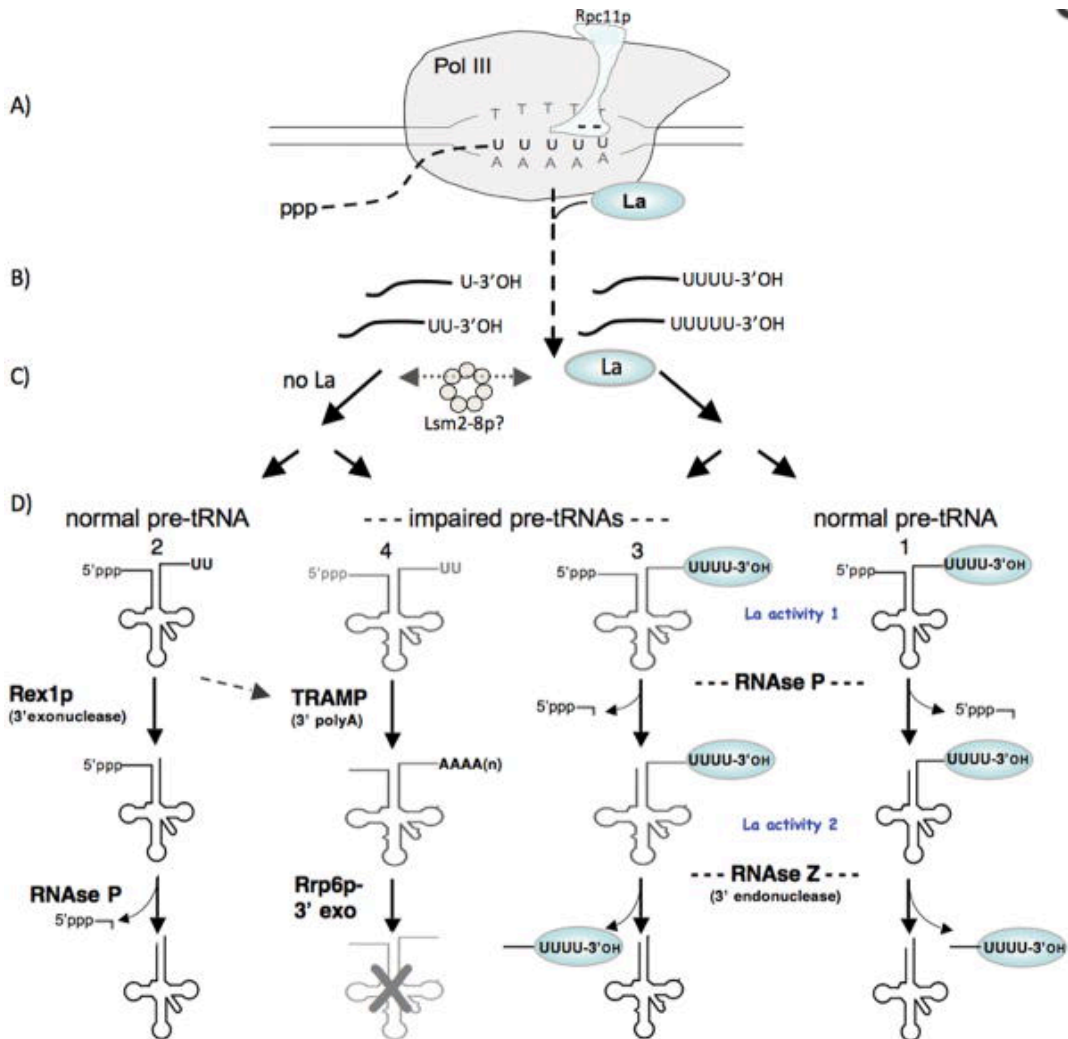 Rpc11p
Pol III
A)
T T T T T
U U U U U
A A A A A
ppp
La
B)
U-3'OH
UUUU-3'OH
UU-3'OH
UUUUU-3'OH
C)
no La
La
Lsm2-8p?
D)
normal pre-tRNA
---- impaired pre-tRNAs ----
normal pre-tRNA
2
4
3
1
5'ppp
UU
5'ppp
UU
5'ppp
UUUU-3'OH
5'ppp
UUUU-3'OH
La activity 1
Rex1p
(3'exonuclease)
TRAMP
(3' polyA)
5'ppp
---- RNAse P ----
5'ppp
5'ppp
AAAA(n)
UUUU-3'OH
UUUU-3'OH
La activity 2
RNAse P
5'ppp
Rrp6p-
3' exo
---- RNAse Z ----
(3' endonuclease)
UUUU-3'OH
UUUU-3'OH